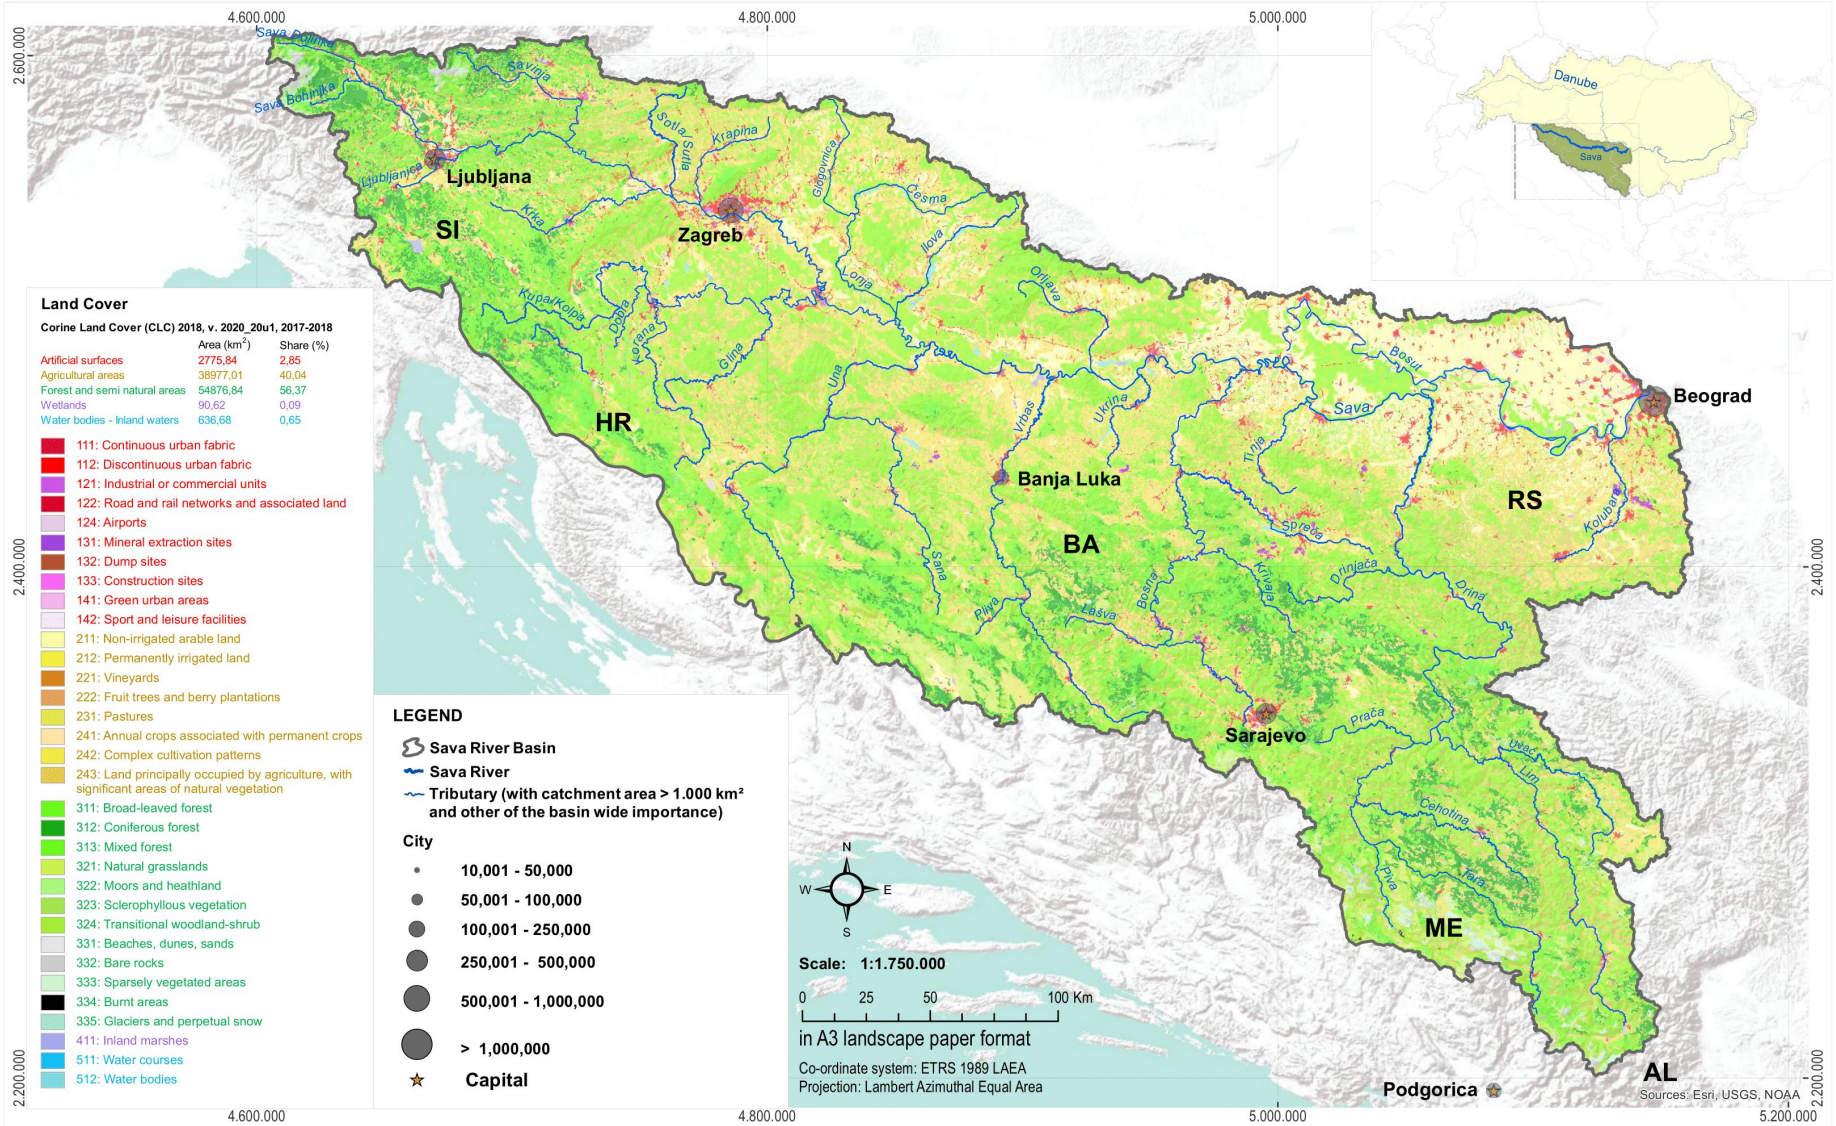 4.600.000
4.800.000
5.000.000
2.600.000
Sava Dolinka
Sava Bohinjka
Savinja
Sotla/Sutla
Krapina
Glogovnica
Česma
Ljubljanica
Ljubljana
Krka
SI
Zagreb
Ilova
Lonja
Orljava
Danube
Sava
Kupa/Kolpa
Dobra
Korana
Glina
Una
Vrbas
Ukrina
Sava
Bosut
Beograd
HR
Tinja
Banja Luka
RS
Kolubara
BA
Spreča
Sana
Pliva
Lašva
Bosna
Krivaja
Drinjača
Drina
Sarajevo
Prača
Uvac
Lim
Ćehotina
Piva
Tara
ME
AL
Podgorica
Land Cover
Corine Land Cover (CLC) 2018, v. 2020_20u1, 2017-2018
Area (km²) Share (%)
Artificial surfaces 2775,84 2,85
Agricultural areas 38977,01 40,04
Forest and semi natural areas 54876,84 56,37
Wetlands 90,62 0,09
Water bodies - Inland waters 636,68 0,65
111: Continuous urban fabric
112: Discontinuous urban fabric
121: Industrial or commercial units
122: Road and rail networks and associated land
124: Airports
131: Mineral extraction sites
132: Dump sites
133: Construction sites
141: Green urban areas
142: Sport and leisure facilities
211: Non-irrigated arable land
212: Permanently irrigated land
221: Vineyards
222: Fruit trees and berry plantations
231: Pastures
241: Annual crops associated with permanent crops
242: Complex cultivation patterns
243: Land principally occupied by agriculture, with
significant areas of natural vegetation
311: Broad-leaved forest
312: Coniferous forest
313: Mixed forest
321: Natural grasslands
322: Moors and heathland
323: Sclerophyllous vegetation
324: Transitional woodland-shrub
331: Beaches, dunes, sands
332: Bare rocks
333: Sparsely vegetated areas
334: Burnt areas
335: Glaciers and perpetual snow
411: Inland marshes
511: Water courses
512: Water bodies
LEGEND
Sava River Basin
Sava River
Tributary (with catchment area > 1.000 km²
and other of the basin wide importance)
City
10,001 - 50,000
50,001 - 100,000
100,001 - 250,000
250,001 - 500,000
500,001 - 1,000,000
> 1,000,000
Capital
N
W E
S
Scale: 1:1.750.000
0 25 50 100 Km
in A3 landscape paper format
Co-ordinate system: ETRS 1989 LAEA
Projection: Lambert Azimuthal Equal Area
Sources: Esri, USGS, NOAA
2.400.000
2.400.000
2.200.000
2.200.000
4.600.000
4.800.000
5.000.000
5.200.000